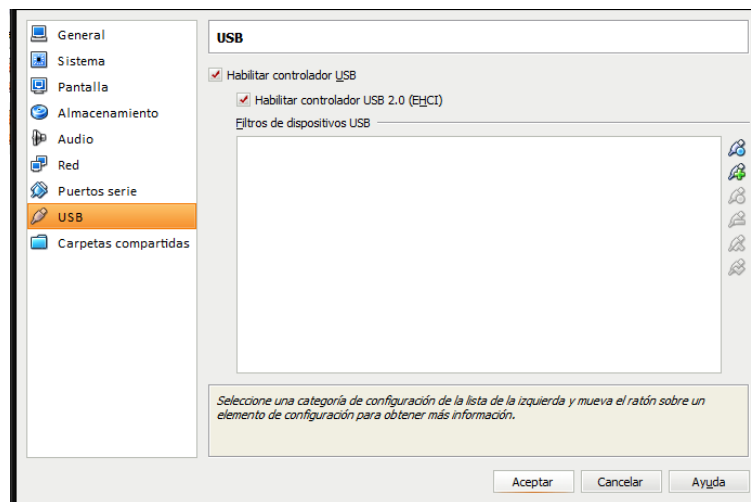 General
Sistema
Pantalla
Almacenamiento
Audio
Red
Puertos serie
USB
Carpetas compartidas
USB
Habilitar controlador USB
Habilitar controlador USB 2.0 (EHCI)
Filtros de dispositivos USB
Seleccione una categoría de configuración de la lista de la izquierda y mueva el ratón sobre un
elemento de configuración para obtener más información.
Aceptar Cancelar Ayuda